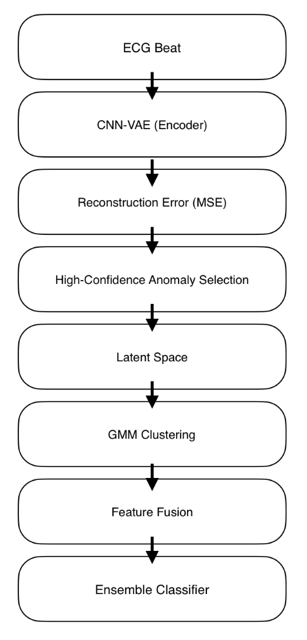 ECG Beat
CNN-VAE (Encoder)
Reconstruction Error (MSE)
High-Confidence Anomaly Selection
Latent Space
GMM Clustering
Feature Fusion
Ensemble Classifier